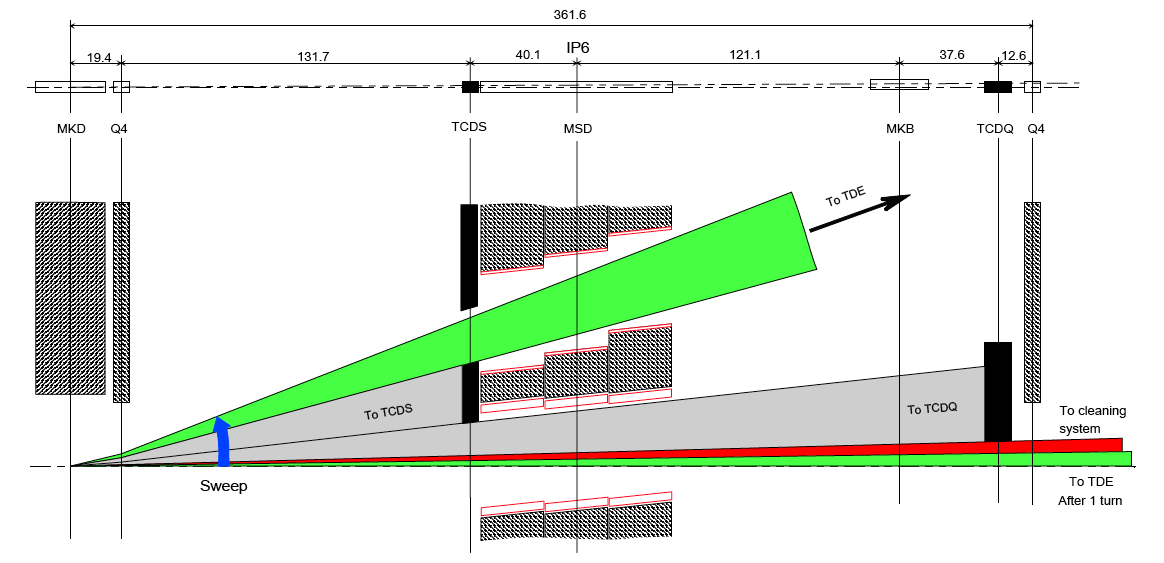 361.6
IP6
19.4
131.7
40.1
121.1
37.6
12.6
MKD
Q4
TCDS
MSD
MKB
TCDQ
Q4
To TDE
To TCDS
To TCDQ
To cleaning
system
Sweep
To TDE
After 1 turn